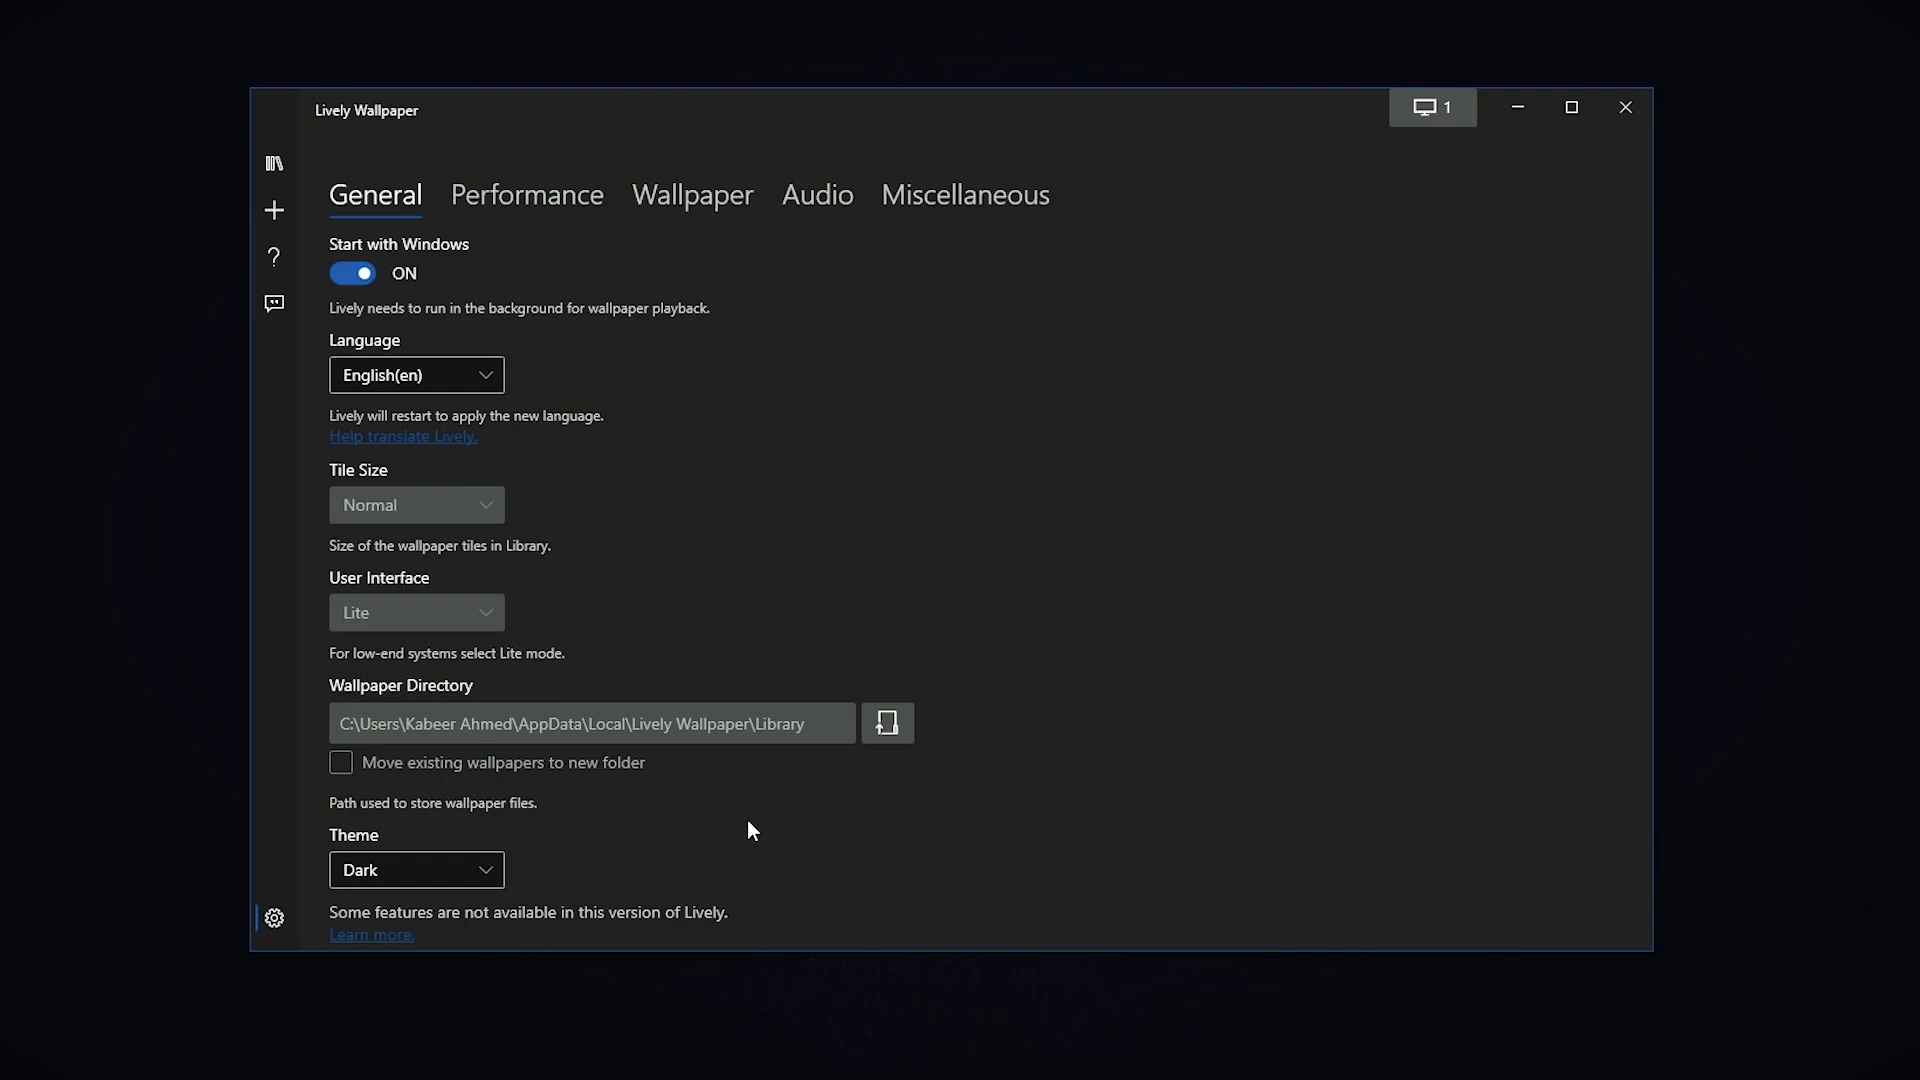 Lively Wallpaper
1
General Performance Wallpaper Audio Miscellaneous
Start with Windows
ON
Lively needs to run in the background for wallpaper playback.
Language
English(en)
Lively will restart to apply the new language.
Help translate Lively.
Tile Size
Normal
Size of the wallpaper tiles in Library.
User Interface
Lite
For low-end systems select Lite mode.
Wallpaper Directory
C:\Users\Kabeer Ahmed\AppData\Local\Lively Wallpaper\Library
Move existing wallpapers to new folder
Path used to store wallpaper files.
Theme
Dark
Some features are not available in this version of Lively.
Learn more.